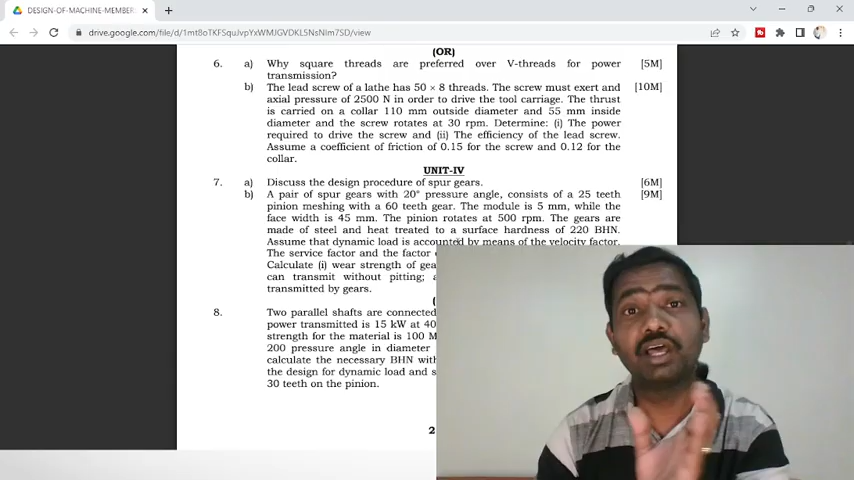 DESIGN-OF-MACHINE-MEMBER
drive.google.com/file/d/1mt8oTKFSquJvpYxWMJGVDKL5NsNlm7SD/view
(OR)
6. a) Why square threads are preferred over V-threads for power [5M]
transmission?
b) The lead screw of a lathe has 50 × 8 threads. The screw must exert and [10M]
axial pressure of 2500 N in order to drive the tool carriage. The thrust
is carried on a collar 110 mm outside diameter and 55 mm inside
diameter and the screw rotates at 30 rpm. Determine: (i) The power
required to drive the screw and (ii) The efficiency of the lead screw.
Assume a coefficient of friction of 0.15 for the screw and 0.12 for the
collar.
UNIT-IV
7. a) Discuss the design procedure of spur gears. [6M]
b) A pair of spur gears with 20° pressure angle, consists of a 25 teeth [9M]
pinion meshing with a 60 teeth gear. The module is 5 mm, while the
face width is 45 mm. The pinion rotates at 500 rpm. The gears are
made of steel and heat treated to a surface hardness of 220 BHN.
Assume that dynamic load is accounted by means of the velocity factor.
The service factor and the factor
Calculate (i) wear strength of gea
can transmit without pitting;
transmitted by gears.
(
8. Two parallel shafts are connected
power transmitted is 15 kW at 40
strength for the material is 100 M
200 pressure angle in diameter
calculate the necessary BHN with
the design for dynamic load and s
30 teeth on the pinion.
2